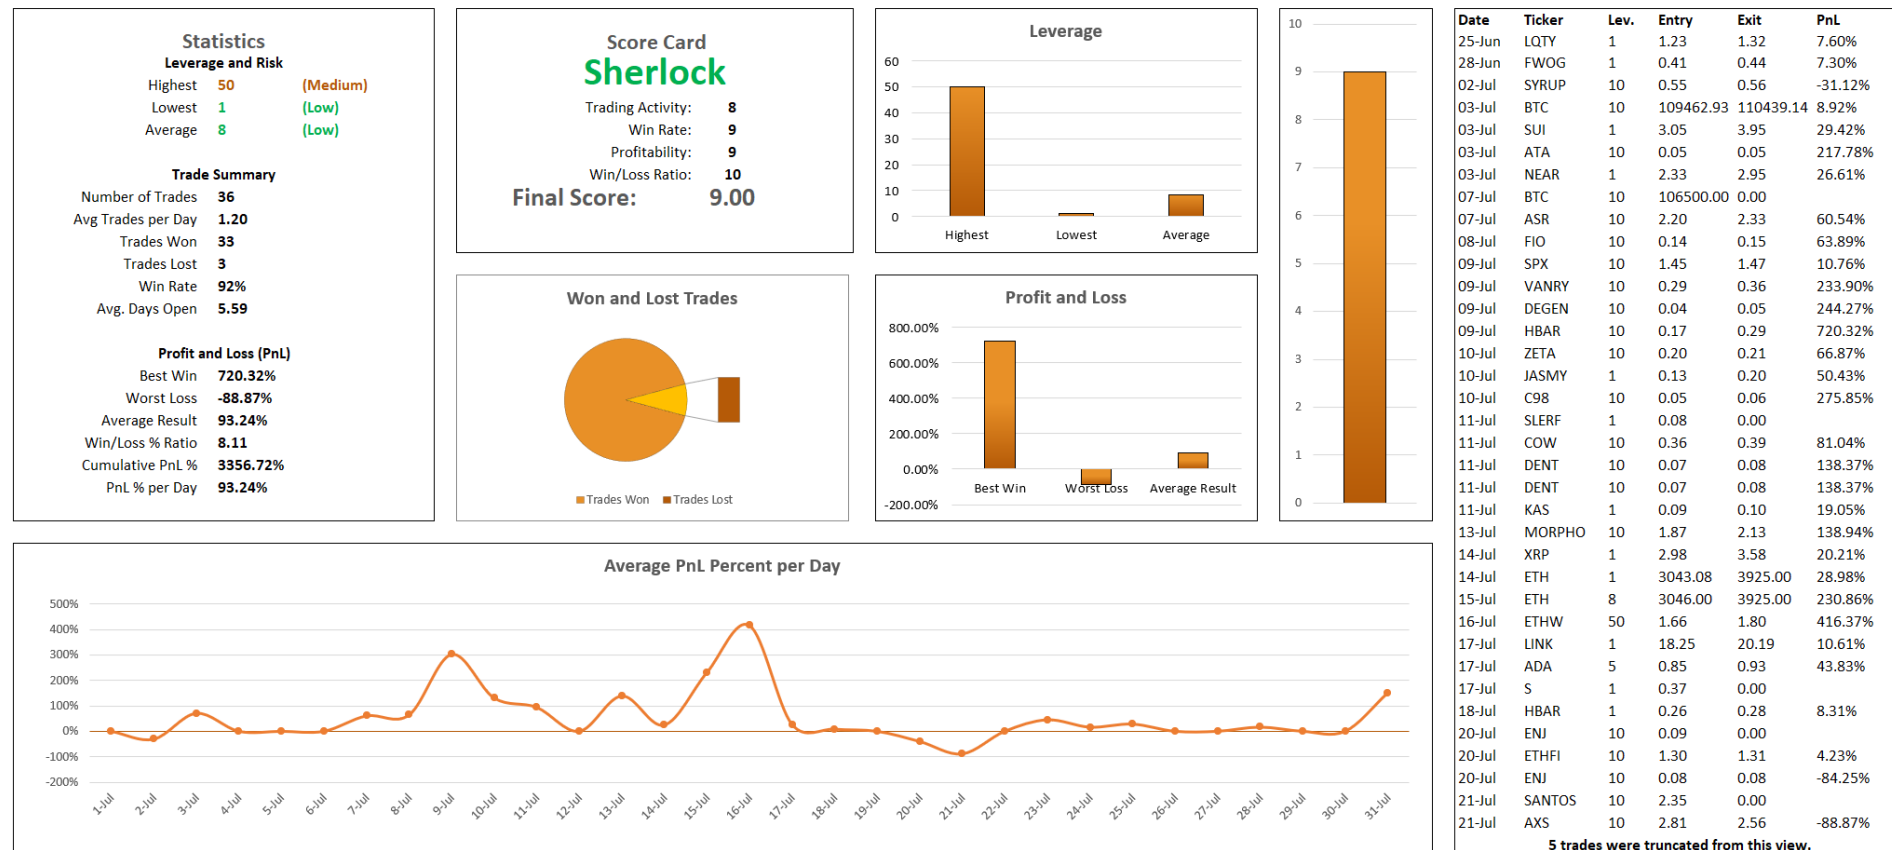 Statistics
Leverage and Risk
Highest 50 (Medium)
Lowest 1 (Low)
Average 8 (Low)
Trade Summary
Number of Trades 36
Avg Trades per Day 1.20
Trades Won 33
Trades Lost 3
Win Rate 92%
Avg. Days Open 5.59
Profit and Loss (PnL)
Best Win 720.32%
Worst Loss -88.87%
Average Result 93.24%
Win/Loss % Ratio 8.11
Cumulative PnL % 3356.72%
PnL % per Day 93.24%
Score Card
Sherlock
Trading Activity: 8
Win Rate: 9
Profitability: 9
Win/Loss Ratio: 10
Final Score: 9.00
Won and Lost Trades
Trades Won Trades Lost
Leverage
60
50
40
30
20
10
0
Highest Lowest Average
Profit and Loss
800.00%
600.00%
400.00%
200.00%
0.00%
-200.00%
Best Win Worst Loss Average Result
10
9
8
7
6
5
4
3
2
1
0
Average PnL Percent per Day
500%
400%
300%
200%
100%
0%
-100%
-200%
1-Jul 2-Jul 3-Jul 4-Jul 5-Jul 6-Jul 7-Jul 8-Jul 9-Jul 10-Jul 11-Jul 12-Jul 13-Jul 14-Jul 15-Jul 16-Jul 17-Jul 18-Jul 19-Jul 20-Jul 21-Jul 22-Jul 23-Jul 24-Jul 25-Jul 26-Jul 27-Jul 28-Jul 29-Jul 30-Jul 31-Jul
Date Ticker Lev. Entry Exit PnL
25-Jun LQTY 1 1.23 1.32 7.60%
28-Jun FWOG 1 0.41 0.44 7.30%
02-Jul SYRUP 10 0.55 0.56 -31.12%
03-Jul BTC 10 109462.93 110439.14 8.92%
03-Jul SUI 1 3.05 3.95 29.42%
03-Jul ATA 10 0.05 0.05 217.78%
03-Jul NEAR 1 2.33 2.95 26.61%
07-Jul BTC 10 106500.00 0.00
07-Jul ASR 10 2.20 2.33 60.54%
08-Jul FIO 10 0.14 0.15 63.89%
09-Jul SPX 10 1.45 1.47 10.76%
09-Jul VANRY 10 0.29 0.36 233.90%
09-Jul DEGEN 10 0.04 0.05 244.27%
09-Jul HBAR 10 0.17 0.29 720.32%
10-Jul ZETA 10 0.20 0.21 66.87%
10-Jul JASMY 1 0.13 0.20 50.43%
10-Jul C98 10 0.05 0.06 275.85%
11-Jul SLERF 1 0.08 0.00
11-Jul COW 10 0.36 0.39 81.04%
11-Jul DENT 10 0.07 0.08 138.37%
11-Jul DENT 10 0.07 0.08 138.37%
11-Jul KAS 1 0.09 0.10 19.05%
13-Jul MORPHO 10 1.87 2.13 138.94%
14-Jul XRP 1 2.98 3.58 20.21%
14-Jul ETH 1 3043.08 3925.00 28.98%
15-Jul ETH 8 3046.00 3925.00 230.86%
16-Jul ETHW 50 1.66 1.80 416.37%
17-Jul LINK 1 18.25 20.19 10.61%
17-Jul ADA 5 0.85 0.93 43.83%
17-Jul S 1 0.37 0.00
18-Jul HBAR 1 0.26 0.28 8.31%
20-Jul ENJ 10 0.09 0.00
20-Jul ETHFI 10 1.30 1.31 4.23%
20-Jul ENJ 10 0.08 0.08 -84.25%
21-Jul SANTOS 10 2.35 0.00
21-Jul AXS 10 2.81 2.56 -88.87%
5 trades were truncated from this view.